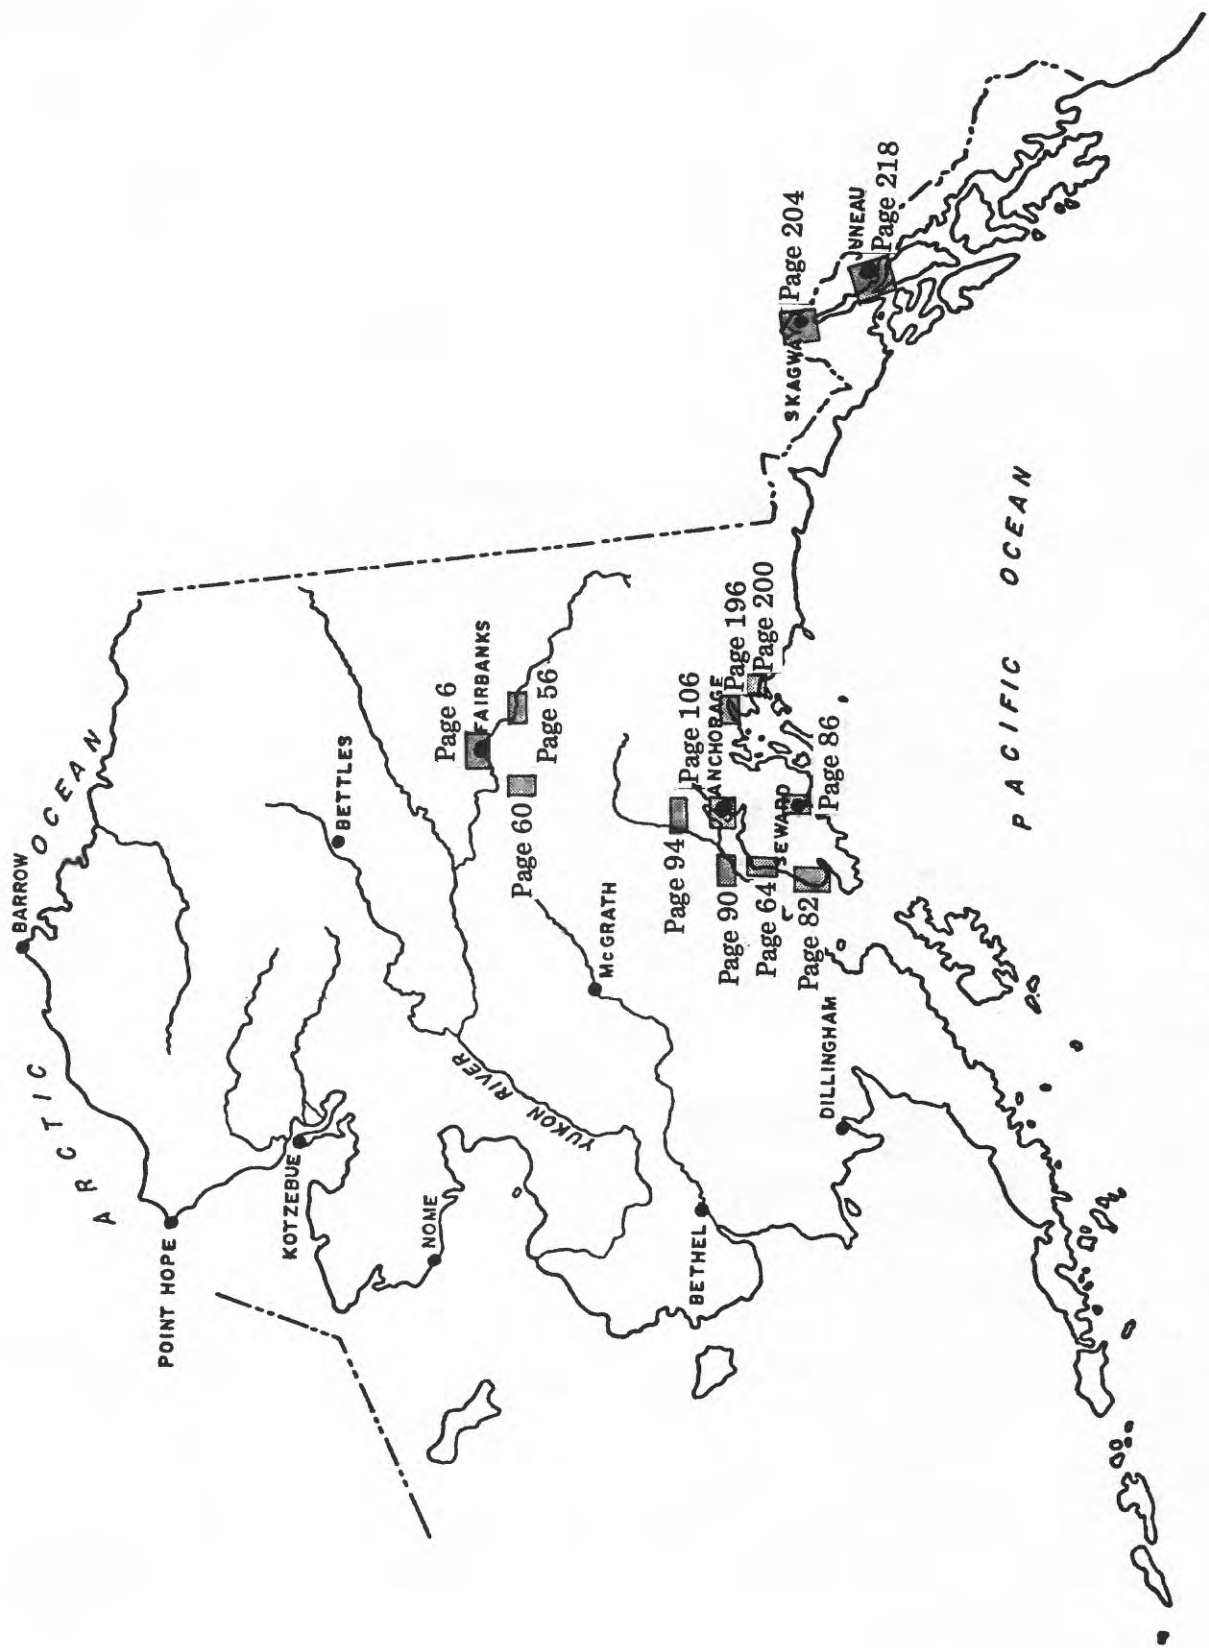 ARCTIC OCEAN
BARROW
POINT HOPE
KOTZEBUE
BETTLES
NOME
YUKON RIVER
Page 6
FAIRBANKS
Page 56
Page 60
McGRATH
BETHEL
DILLINGHAM
Page 94
Page 106
ANCHORAGE
Page 90
Page 64
SEWARD
Page 82
Page 86
Page 196
Page 200
SKAGWAY
Page 204
JUNEAU
Page 218
PACIFIC OCEAN